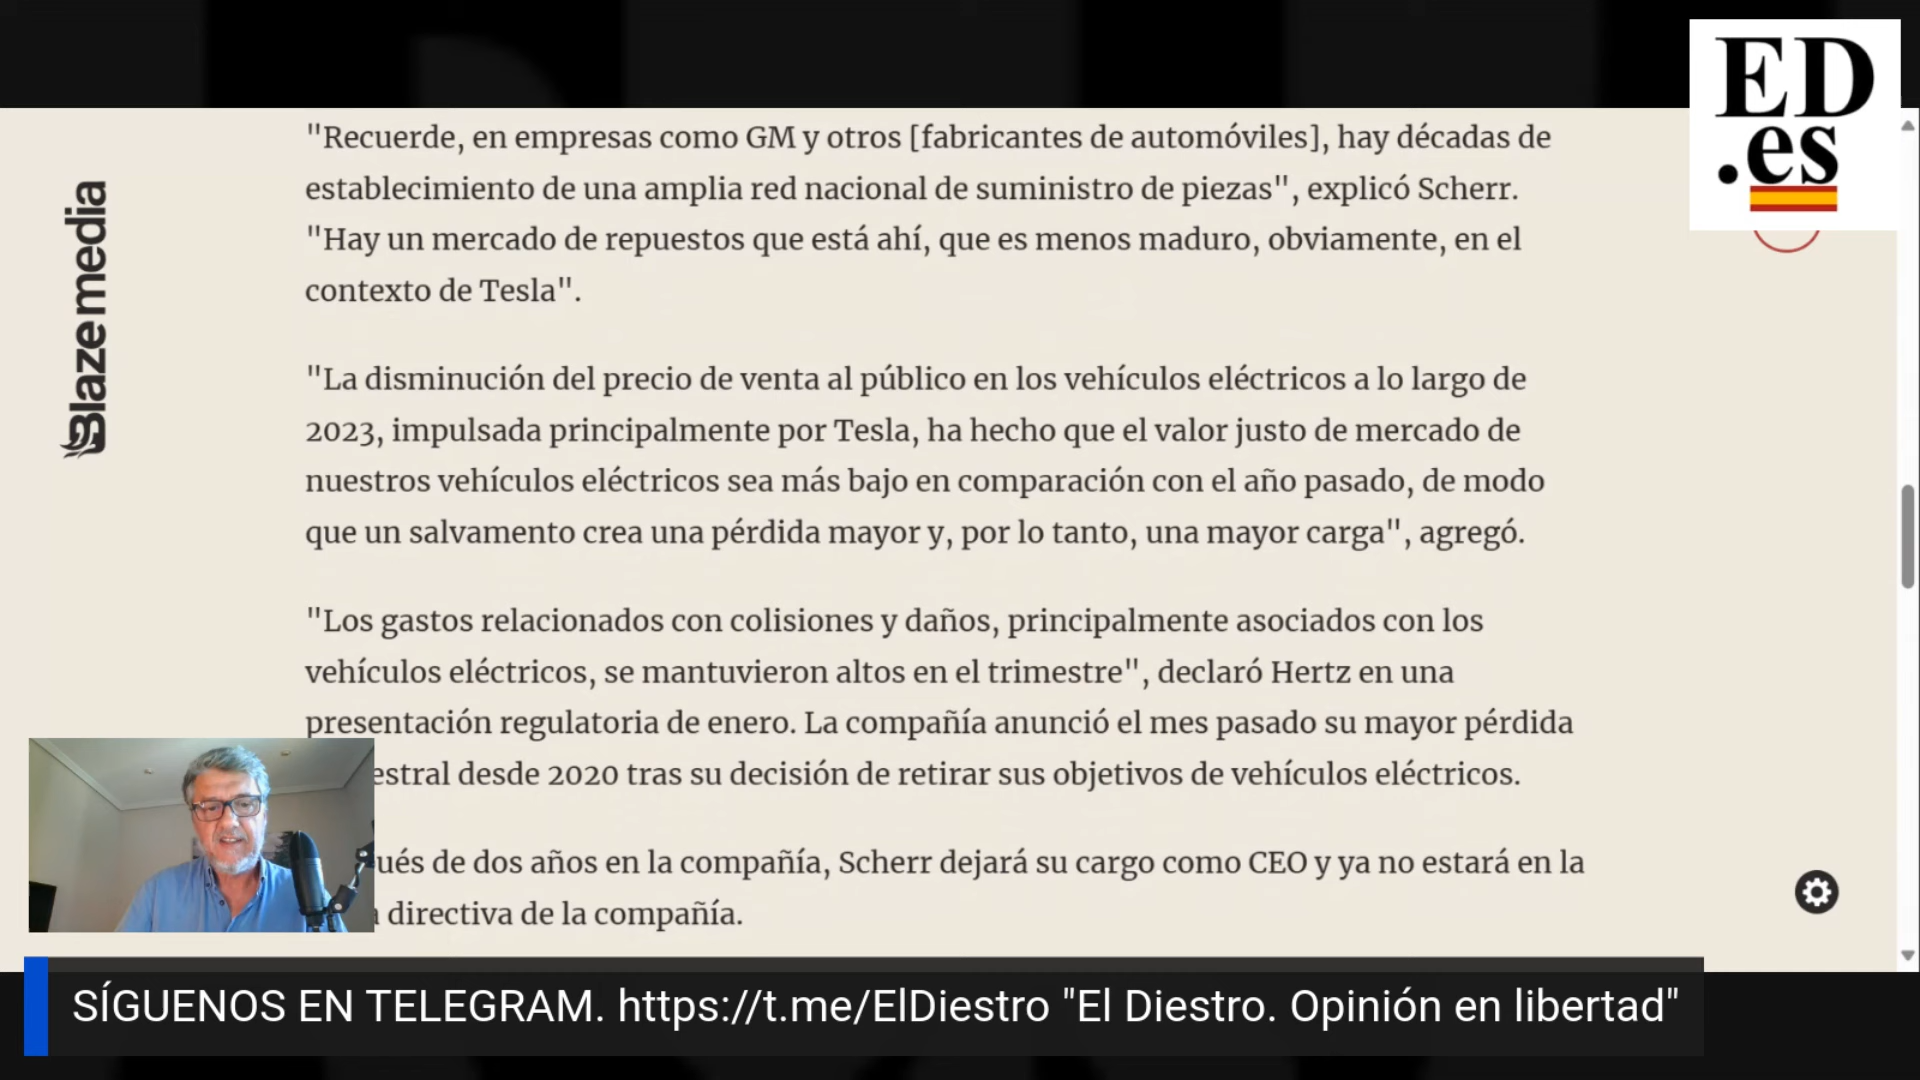 ED
.es
Blaze media
"Recuerde, en empresas como GM y otros [fabricantes de automóviles], hay décadas de
establecimiento de una amplia red nacional de suministro de piezas", explicó Scherr.
"Hay un mercado de repuestos que está ahí, que es menos maduro, obviamente, en el
contexto de Tesla".
"La disminución del precio de venta al público en los vehículos eléctricos a lo largo de
2023, impulsada principalmente por Tesla, ha hecho que el valor justo de mercado de
nuestros vehículos eléctricos sea más bajo en comparación con el año pasado, de modo
que un salvamento crea una pérdida mayor y, por lo tanto, una mayor carga", agregó.
"Los gastos relacionados con colisiones y daños, principalmente asociados con los
vehículos eléctricos, se mantuvieron altos en el trimestre", declaró Hertz en una
presentación regulatoria de enero. La compañía anunció el mes pasado su mayor pérdida
estral desde 2020 tras su decisión de retirar sus objetivos de vehículos eléctricos.
ués de dos años en la compañía, Scherr dejará su cargo como CEO y ya no estará en la
directiva de la compañía.
SÍGUENOS EN TELEGRAM. https://t.me/ElDiestro "El Diestro. Opinión en libertad"